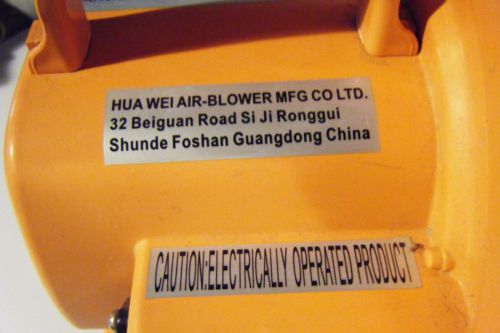 HUA WEI AIR-BLOWER MFG CO LTD.
32 Beiguan Road Si Ji Ronggui
Shunde Foshan Guangdong China
CAUTION:ELECTRICALLY OPERATED PRODUCT